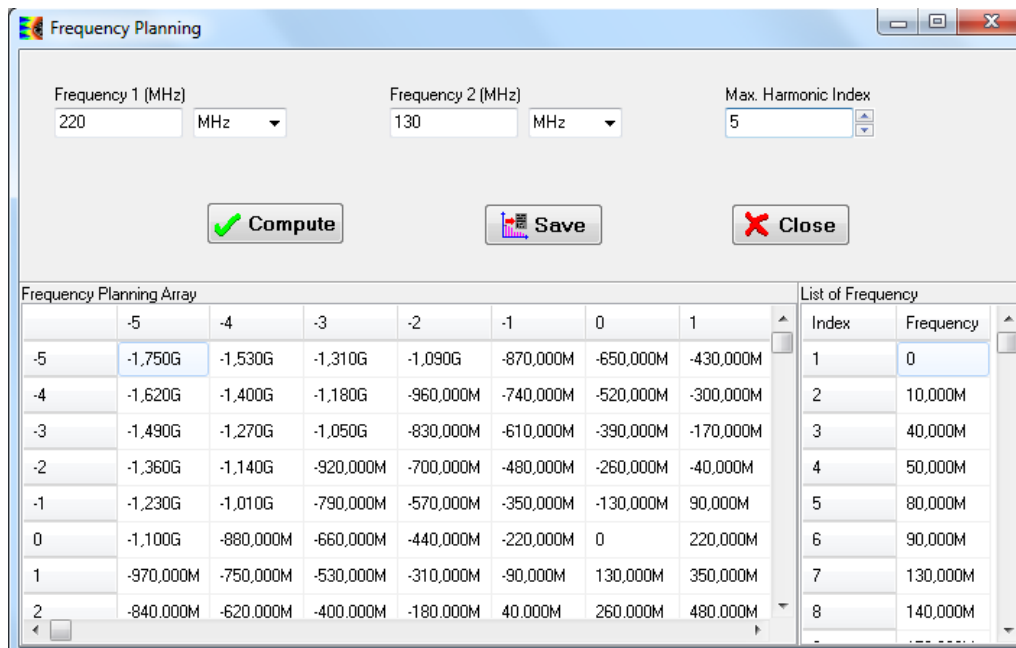 Frequency Planning
Frequency 1 (MHz) Frequency 2 (MHz) Max. Harmonic Index
220 MHz 130 MHz 5
Compute Save Close
Frequency Planning Array List of Frequency
-5 -4 -3 -2 -1 0 1 Index Frequency
-5 -1,750G -1,530G -1,310G -1,090G -870,000M -650,000M -430,000M 1 0
-4 -1,620G -1,400G -1,180G -960,000M -740,000M -520,000M -300,000M 2 10,000M
-3 -1,490G -1,270G -1,050G -830,000M -610,000M -390,000M -170,000M 3 40,000M
-2 -1,360G -1,140G -920,000M -700,000M -480,000M -260,000M -40,000M 4 50,000M
-1 -1,230G -1,010G -790,000M -570,000M -350,000M -130,000M 90,000M 5 80,000M
0 -1,100G -880,000M -660,000M -440,000M -220,000M 0 220,000M 6 90,000M
1 -970,000M -750,000M -530,000M -310,000M -90,000M 130,000M 350,000M 7 130,000M
2 -840,000M -620,000M -400,000M -180,000M 40,000M 260,000M 480,000M 8 140,000M